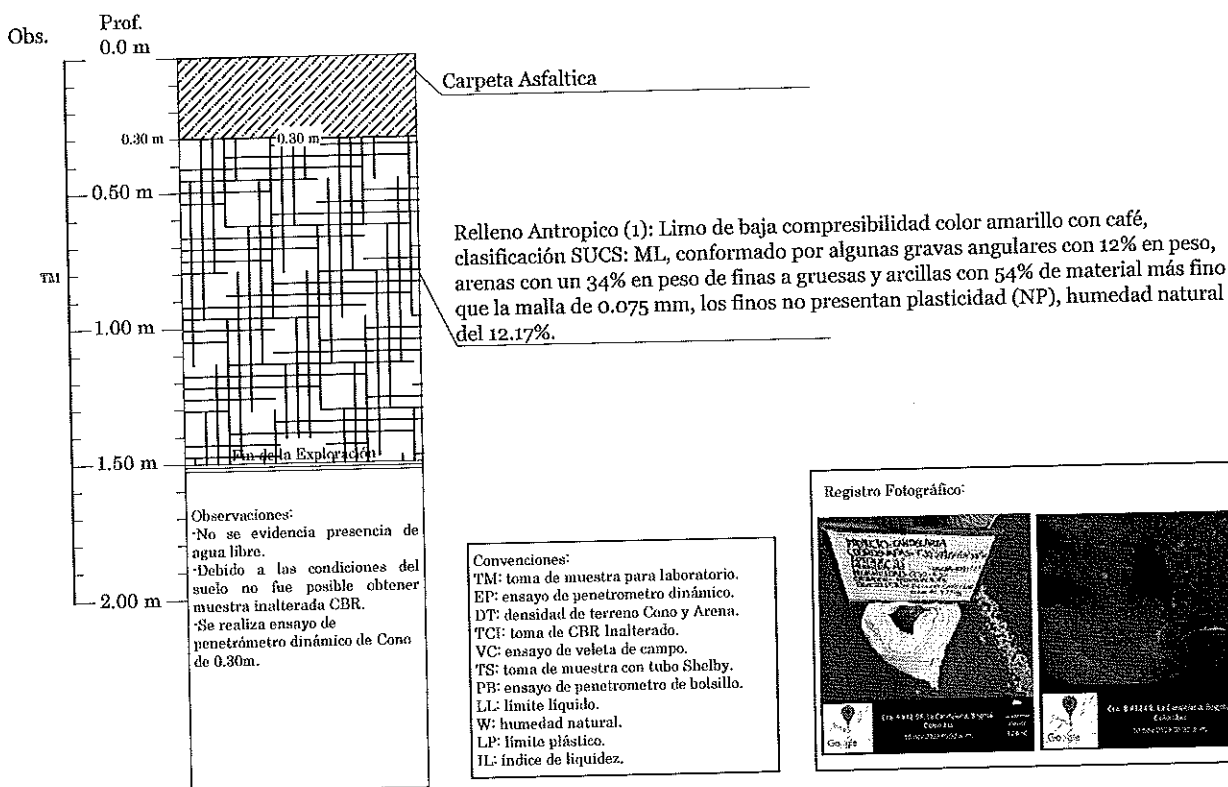 Obs.
Prof.
0.0 m
Carpeta Asfaltica
0.30 m
0.30 m
0.50 m
Relleno Antropico (1): Limo de baja compresibilidad color amarillo con café,
clasificación SUCS: ML, conformado por algunas gravas angulares con 12% en peso,
arenas con un 34% en peso de finas a gruesas y arcillas con 54% de material más fino
que la malla de 0.075 mm, los finos no presentan plasticidad (NP), humedad natural
del 12.17%.
TM
1.00 m
Fin de la Exploración
1.50 m
Observaciones:
-No se evidencia presencia de
agua libre.
-Debido a las condiciones del
suelo no fue posible obtener
muestra inalterada CBR.
-Se realiza ensayo de
penetrómetro dinámico de Cono
de 0.30m.
2.00 m
Convenciones:
TM: toma de muestra para laboratorio.
EP: ensayo de penetrometro dinámico.
DT: densidad de terreno Cono y Arena.
TCI: toma de CBR Inalterado.
VC: ensayo de veleta de campo.
TS: toma de muestra con tubo Shelby.
PB: ensayo de penetrometro de bolsillo.
LL: límite líquido.
W: humedad natural.
LP: límite plástico.
IL: índice de liquidez.
Registro Fotográfico:
La Candelaria, Bogotá
Colombia
Google
La Candelaria, Bogotá
Colombia
Google